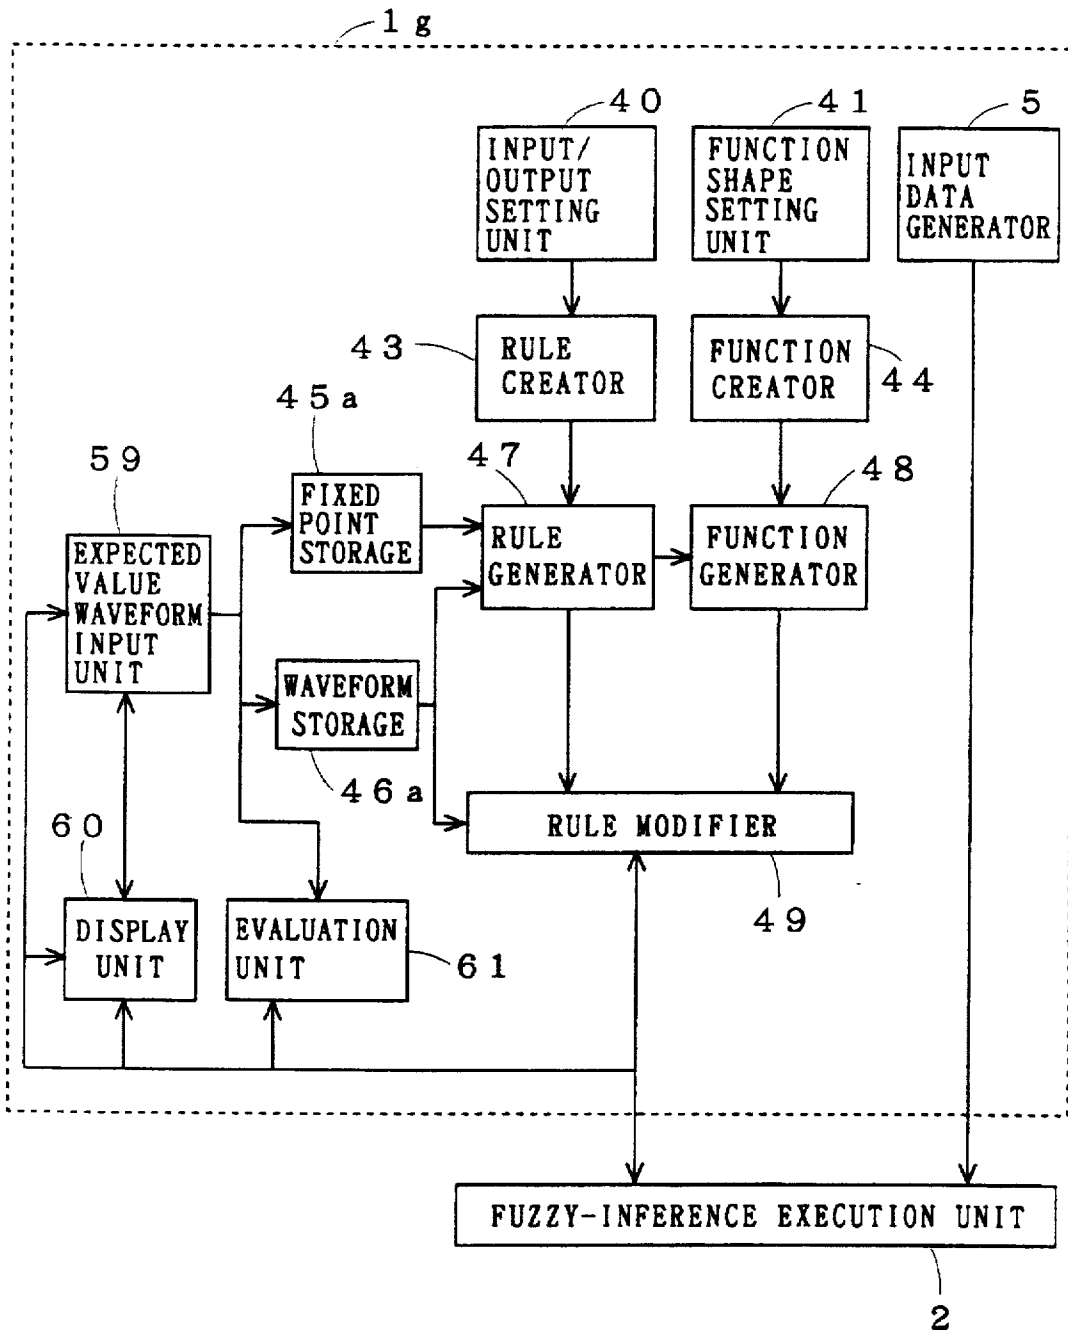 1g
40
41
5
INPUT/
OUTPUT
SETTING
UNIT
FUNCTION
SHAPE
SETTING
UNIT
INPUT
DATA
GENERATOR
43
RULE
CREATOR
FUNCTION
CREATOR
44
45a
59
47
48
FIXED
POINT
STORAGE
EXPECTED
VALUE
WAVEFORM
INPUT
UNIT
RULE
GENERATOR
FUNCTION
GENERATOR
WAVEFORM
STORAGE
46a
RULE MODIFIER
49
60
DISPLAY
UNIT
EVALUATION
UNIT
61
FUZZY-INFERENCE EXECUTION UNIT
2